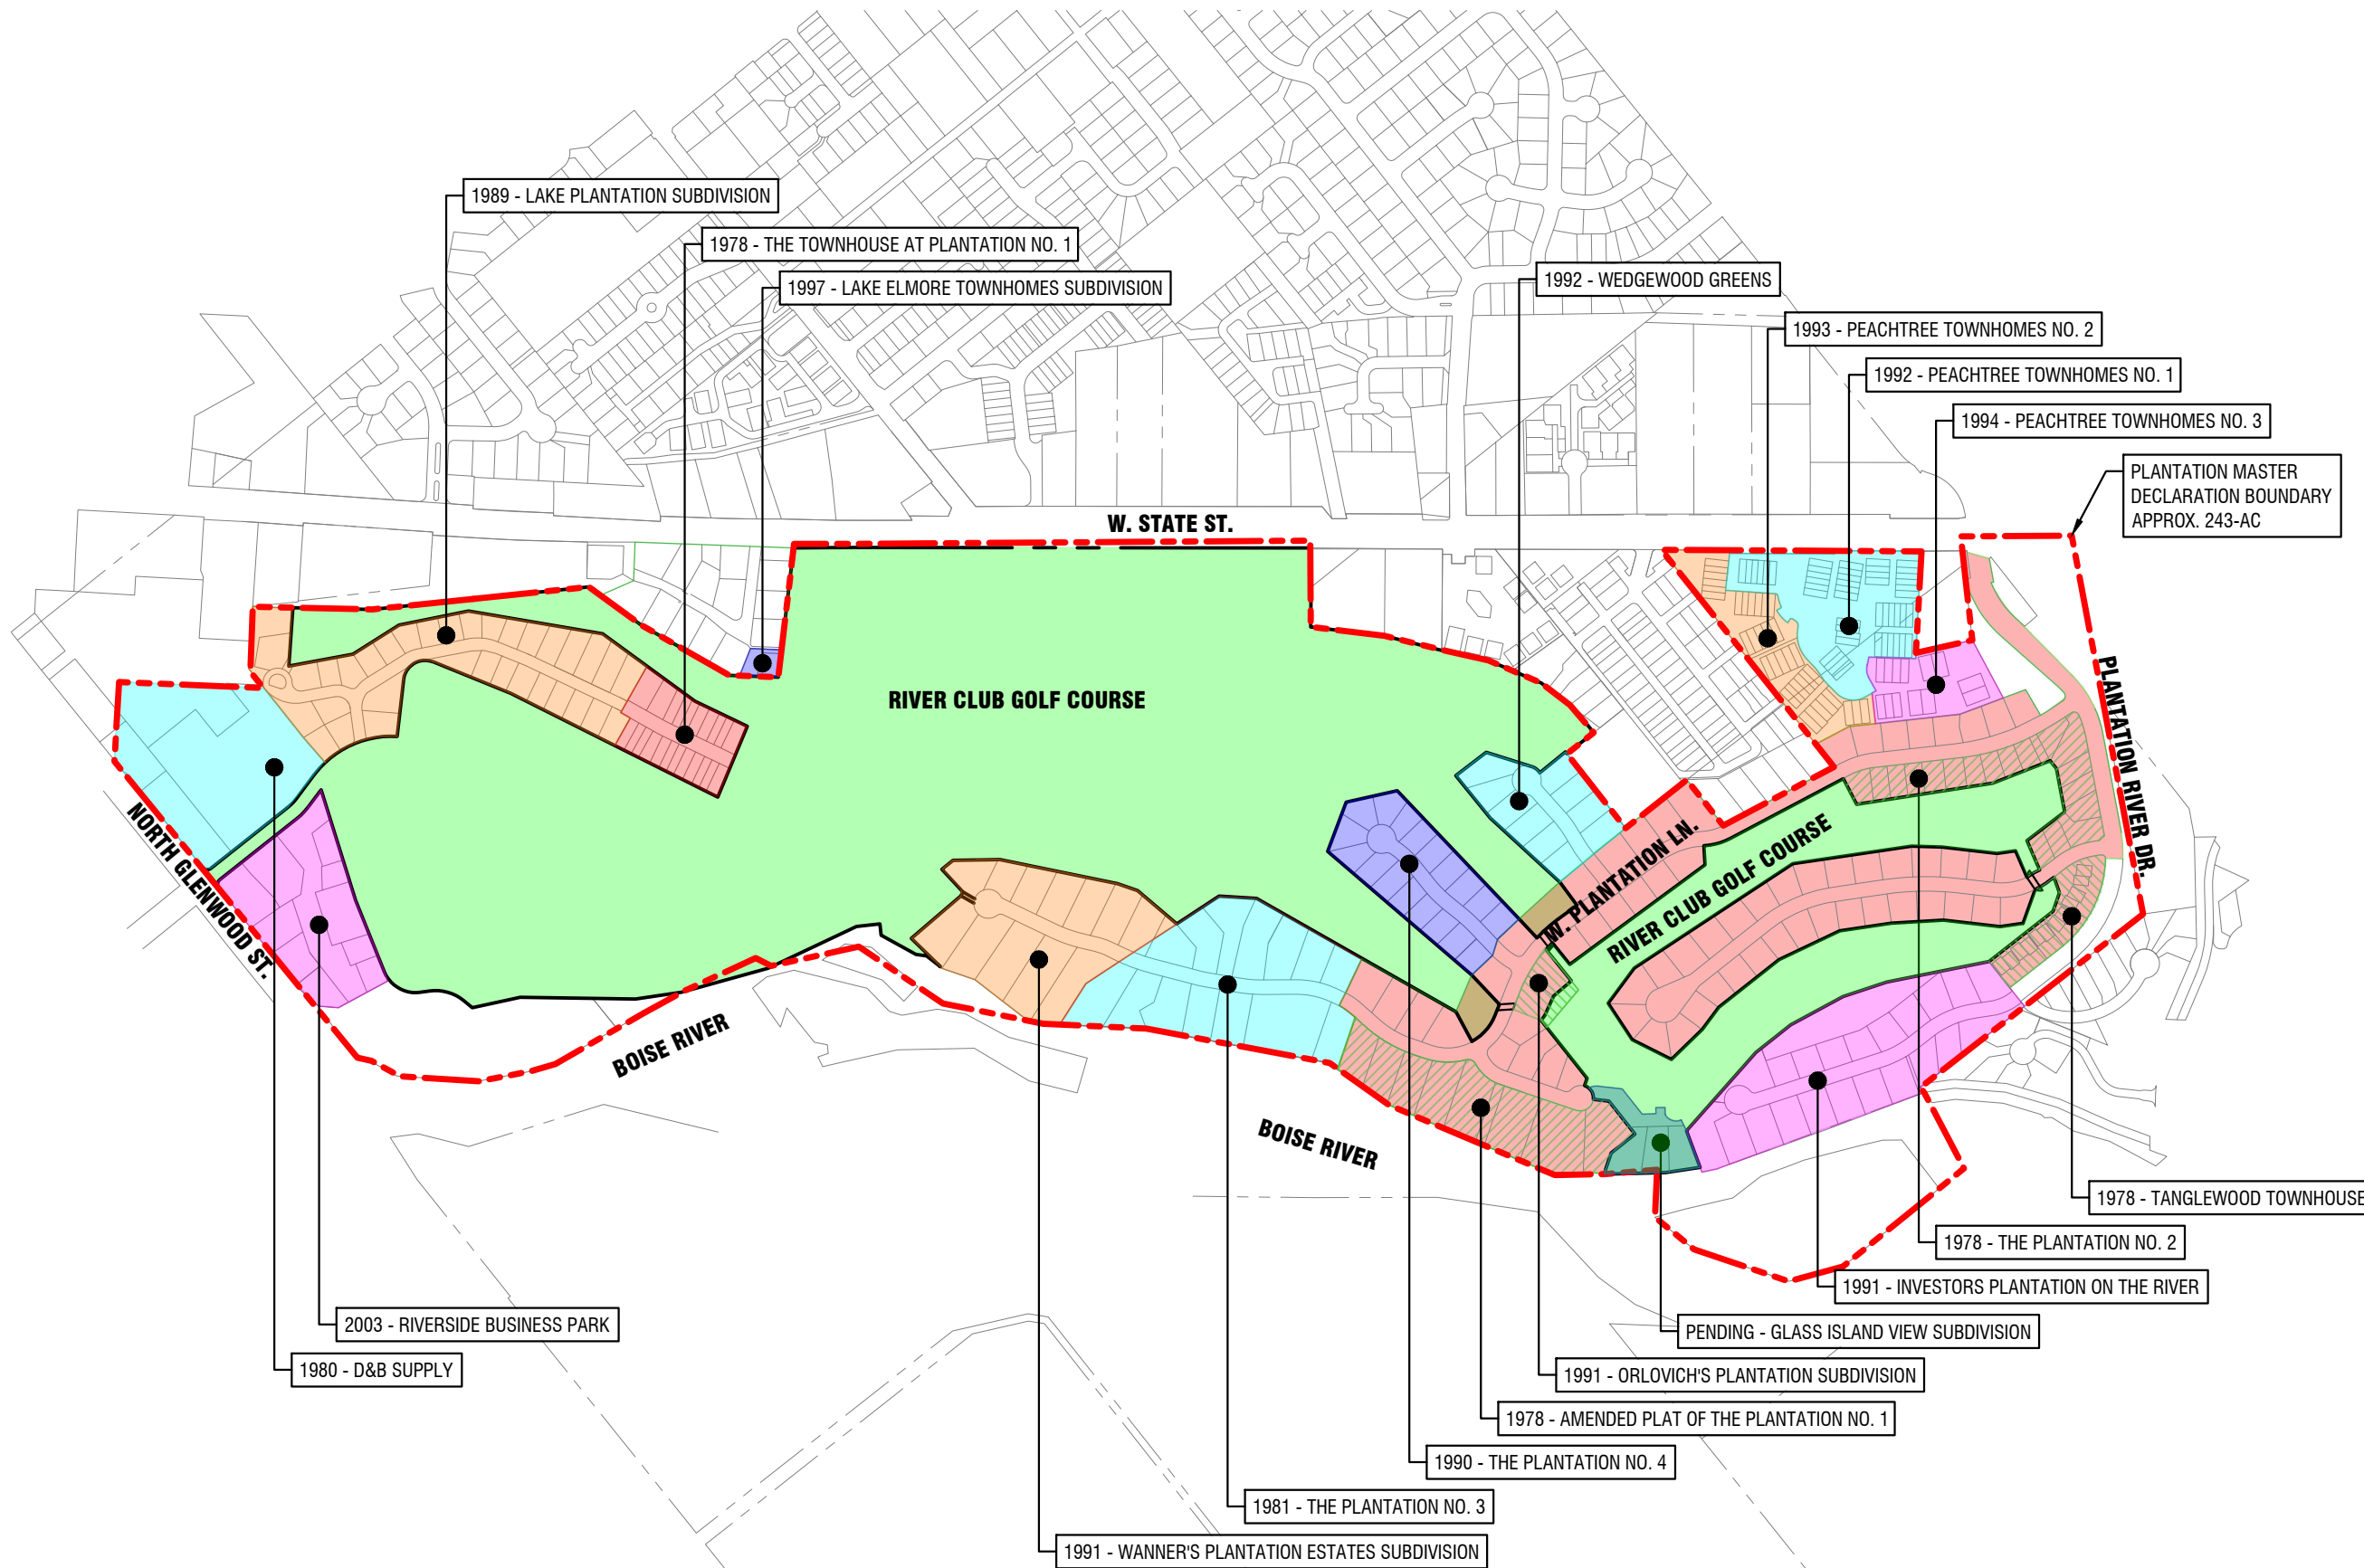 1989 - LAKE PLANTATION SUBDIVISION
1978 - THE TOWNHOUSE AT PLANTATION NO. 1
1997 - LAKE ELMORE TOWNHOMES SUBDIVISION
1992 - WEDGEWOOD GREENS
1993 - PEACHTREE TOWNHOMES NO. 2
1992 - PEACHTREE TOWNHOMES NO. 1
1994 - PEACHTREE TOWNHOMES NO. 3
PLANTATION MASTER
DECLARATION BOUNDARY
APPROX. 243-AC
W. STATE ST.
RIVER CLUB GOLF COURSE
PLANTATION RIVER DR.
W. PLANTATION LN.
RIVER CLUB GOLF COURSE
NORTH GLENWOOD ST.
BOISE RIVER
BOISE RIVER
1978 - TANGLEWOOD TOWNHOUSE
1978 - THE PLANTATION NO. 2
1991 - INVESTORS PLANTATION ON THE RIVER
2003 - RIVERSIDE BUSINESS PARK
PENDING - GLASS ISLAND VIEW SUBDIVISION
1980 - D&B SUPPLY
1991 - ORLOVICH'S PLANTATION SUBDIVISION
1978 - AMENDED PLAT OF THE PLANTATION NO. 1
1990 - THE PLANTATION NO. 4
1981 - THE PLANTATION NO. 3
1991 - WANNER'S PLANTATION ESTATES SUBDIVISION